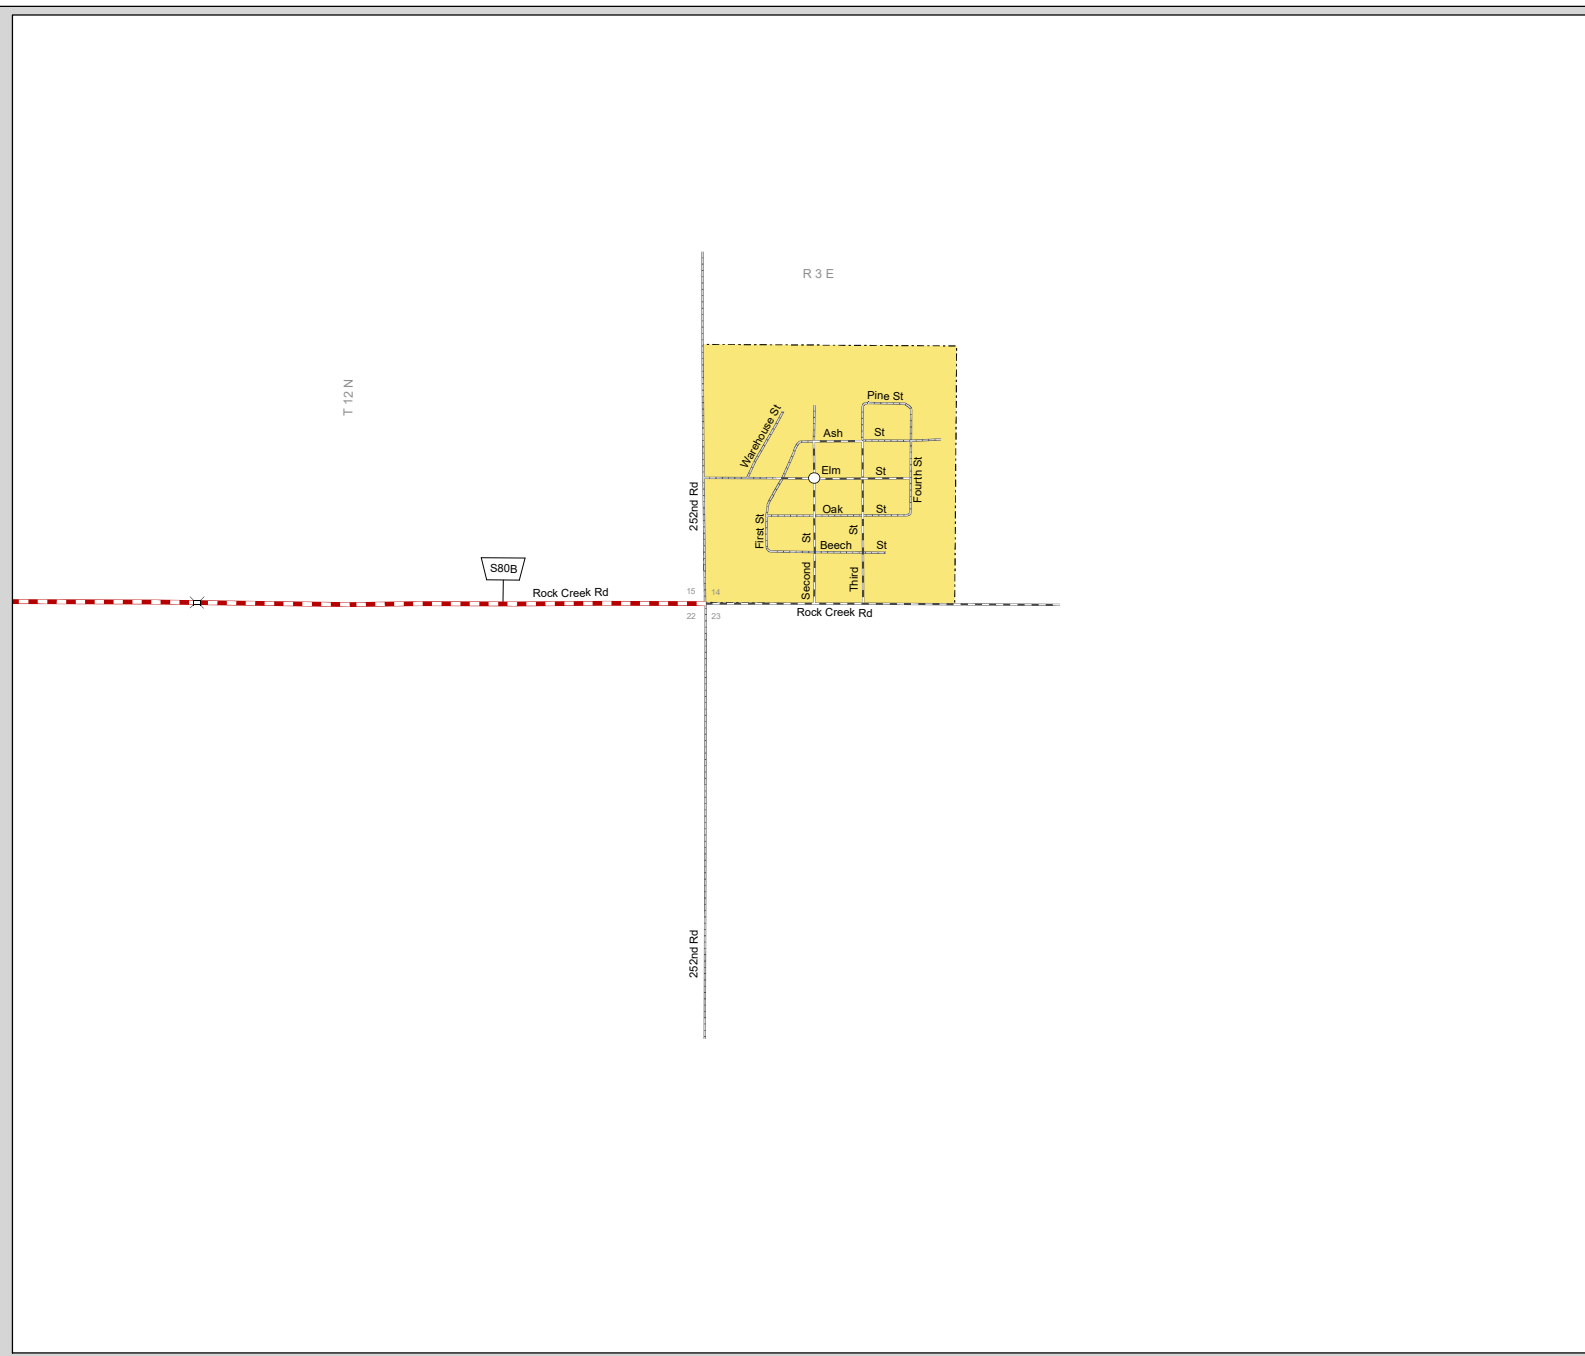 R 3 E
T 12 N
Pine St
Warehouse St
Ash St
Elm St
Fourth St
252nd Rd
Oak St
First St
Second St
Third St
Beech St
S80B
Rock Creek Rd
15 14
22 23
Rock Creek Rd
252nd Rd